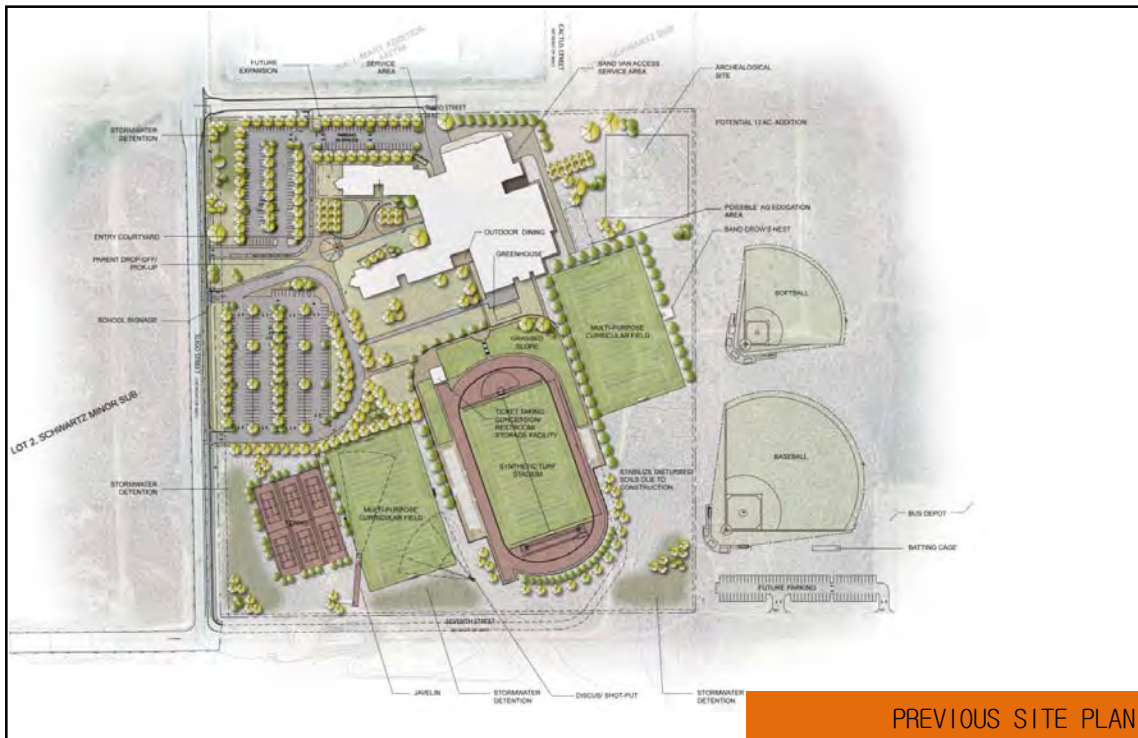 CACTUS STREET
FUTURE
EXPANSION
SERVICE
AREA
BAND VAN ACCESS
SERVICE AREA
ARCHEALOGICAL
SITE
THIRD STREET
POTENTIAL 12 AC. ADDITION
STORMWATER
DETENTION
PARKING
POSSIBLE AG EDUCATION
AREA
BAND CROW'S NEST
ENTRY COURTYARD
OUTDOOR DINING
GREENHOUSE
PARENT DROP-OFF/
PICK-UP
SOFTBALL
SCHOOL SIGNAGE
MULTI-PURPOSE
CURRICULAR FIELD
GRASSED
SLOPE
LOT 2, SCHWARTZ MINOR SUB
TICKET TAKING/
CONCESSION/
RESTROOM/
STORAGE FACILITY
BASEBALL
SYNTHETIC TURF
STADIUM
STABILIZE DISTURBED
SOILS DUE TO
CONSTRUCTION
STORMWATER
DETENTION
TENNIS
MULTI-PURPOSE
CURRICULAR FIELD
BUS DEPOT
BATTING CAGE
FUTURE PARKING
SEVENTH STREET
JAVELIN
STORMWATER
DETENTION
DISCUS/ SHOT-PUT
STORMWATER
DETENTION
PREVIOUS SITE PLAN